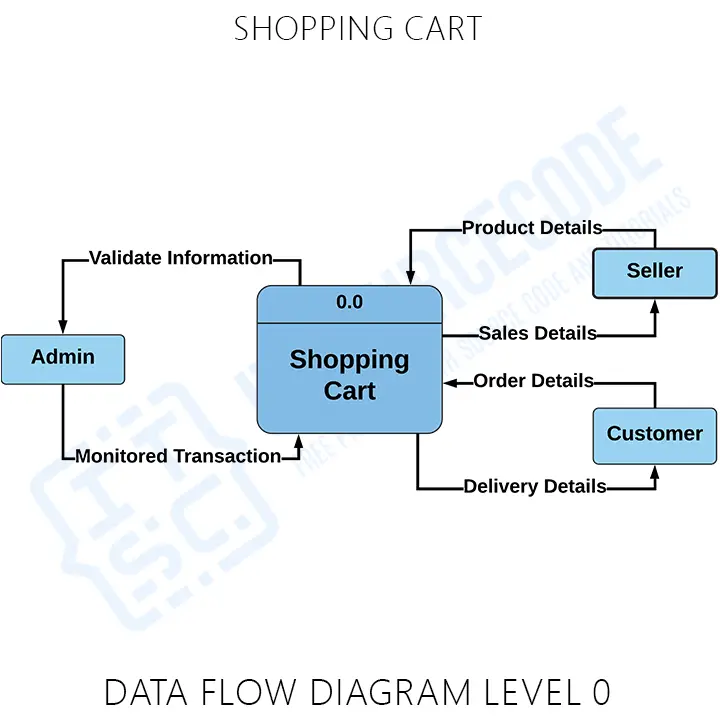 SHOPPING CART
Product Details
Validate Information
Seller
0.0
Sales Details
Admin
Shopping
Cart
Order Details
Customer
Monitored Transaction
Delivery Details
ITSC
DATA FLOW DIAGRAM LEVEL 0